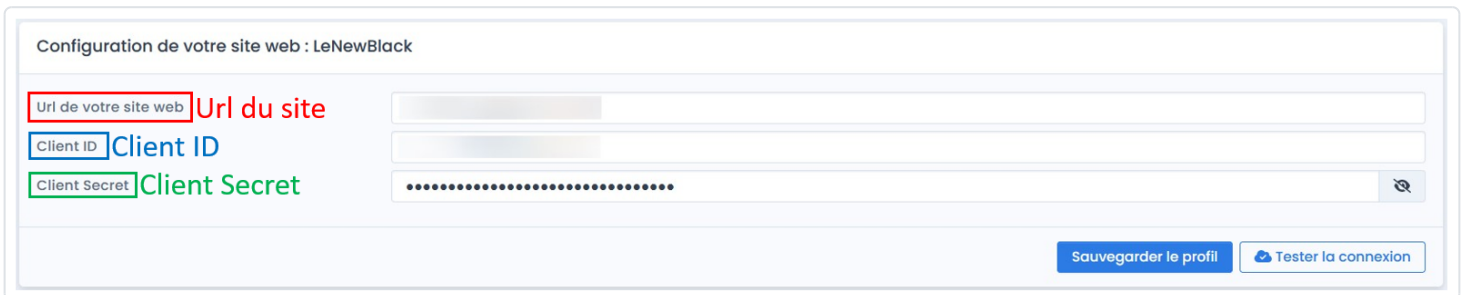 Configuration de votre site web : LeNewBlack
Url de votre site web Url du site
Client ID Client ID
Client Secret Client Secret ••••••••••••••••••••••••••••••••
Sauvegarder le profil Tester la connexion